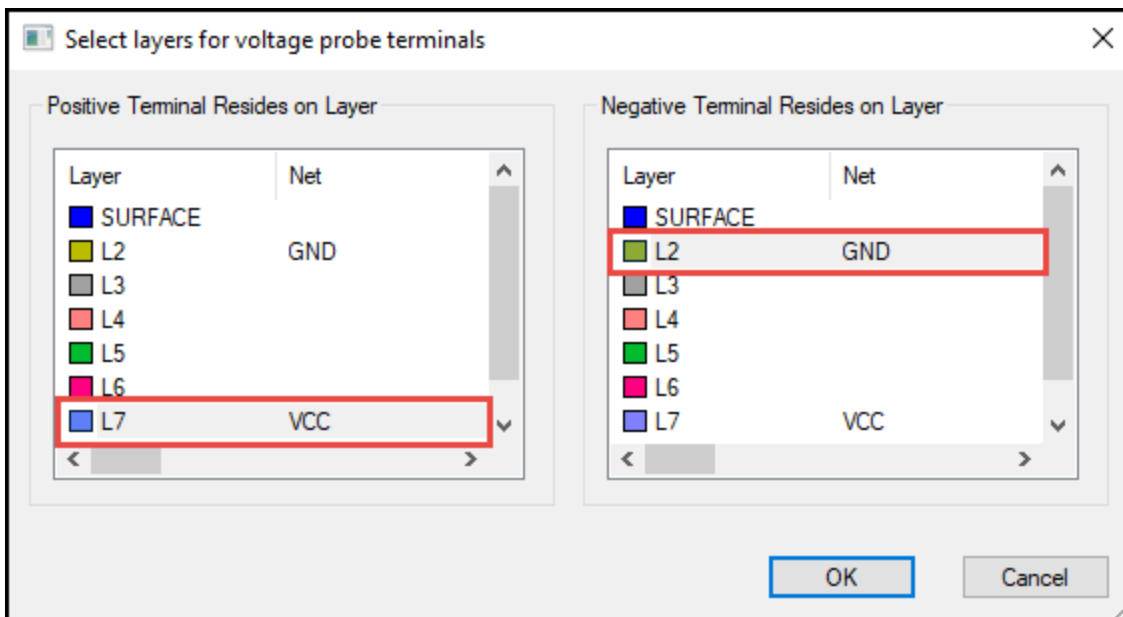 Select layers for voltage probe terminals
Positive Terminal Resides on Layer
Layer Net
SURFACE
L2 GND
L3
L4
L5
L6
L7 VCC
Negative Terminal Resides on Layer
Layer Net
SURFACE
L2 GND
L3
L4
L5
L6
L7 VCC
OK Cancel